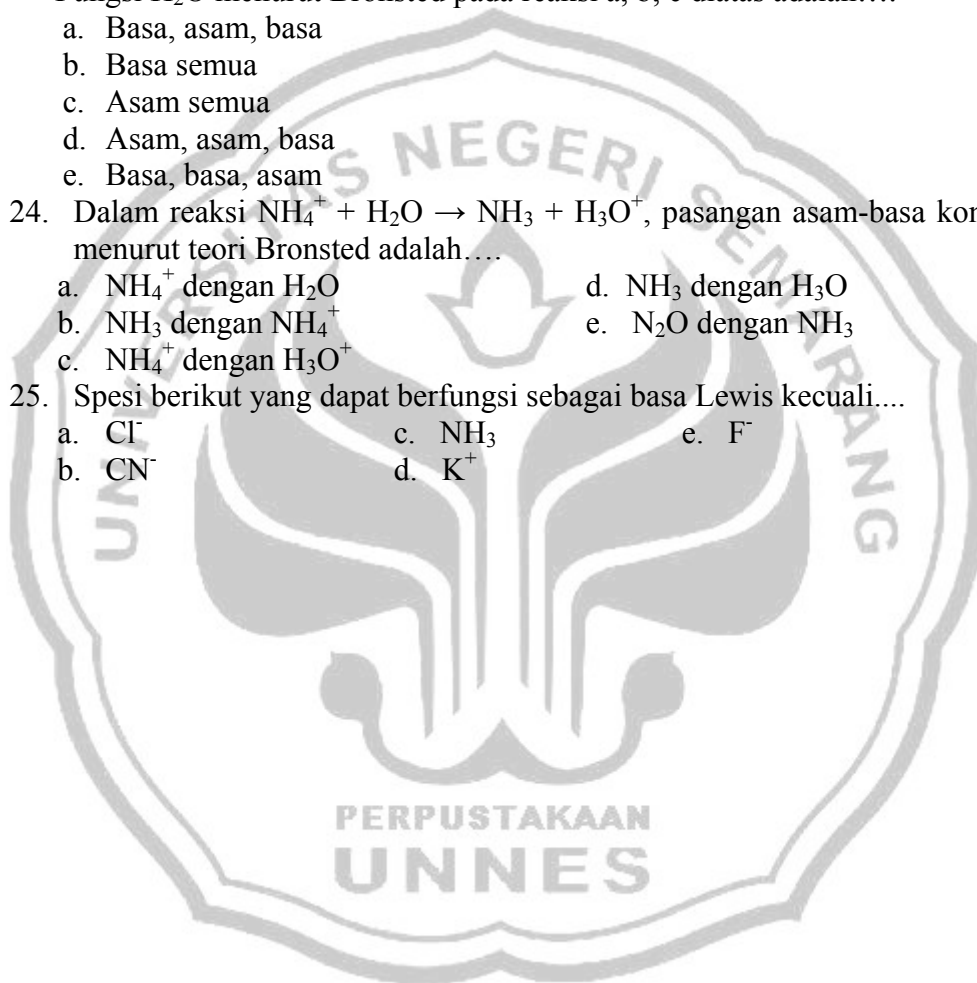 Fungsi H₂O menurut Bronsted pada reaksi a, b, c diatas adalah....
a. Basa, asam, basa
b. Basa semua
c. Asam semua
d. Asam, asam, basa
e. Basa, basa, asam
24. Dalam reaksi NH₄⁺ + H₂O → NH₃ + H₃O⁺, pasangan asam-basa kon
menurut teori Bronsted adalah….
a. NH₄⁺ dengan H₂O d. NH₃ dengan H₃O
b. NH₃ dengan NH₄⁺ e. N₂O dengan NH₃
c. NH₄⁺ dengan H₃O⁺
25. Spesi berikut yang dapat berfungsi sebagai basa Lewis kecuali....
a. Cl⁻ c. NH₃ e. F⁻
b. CN⁻ d. K⁺
UNIVERSITAS NEGERI SEMARANG
PERPUSTAKAAN
UNNES